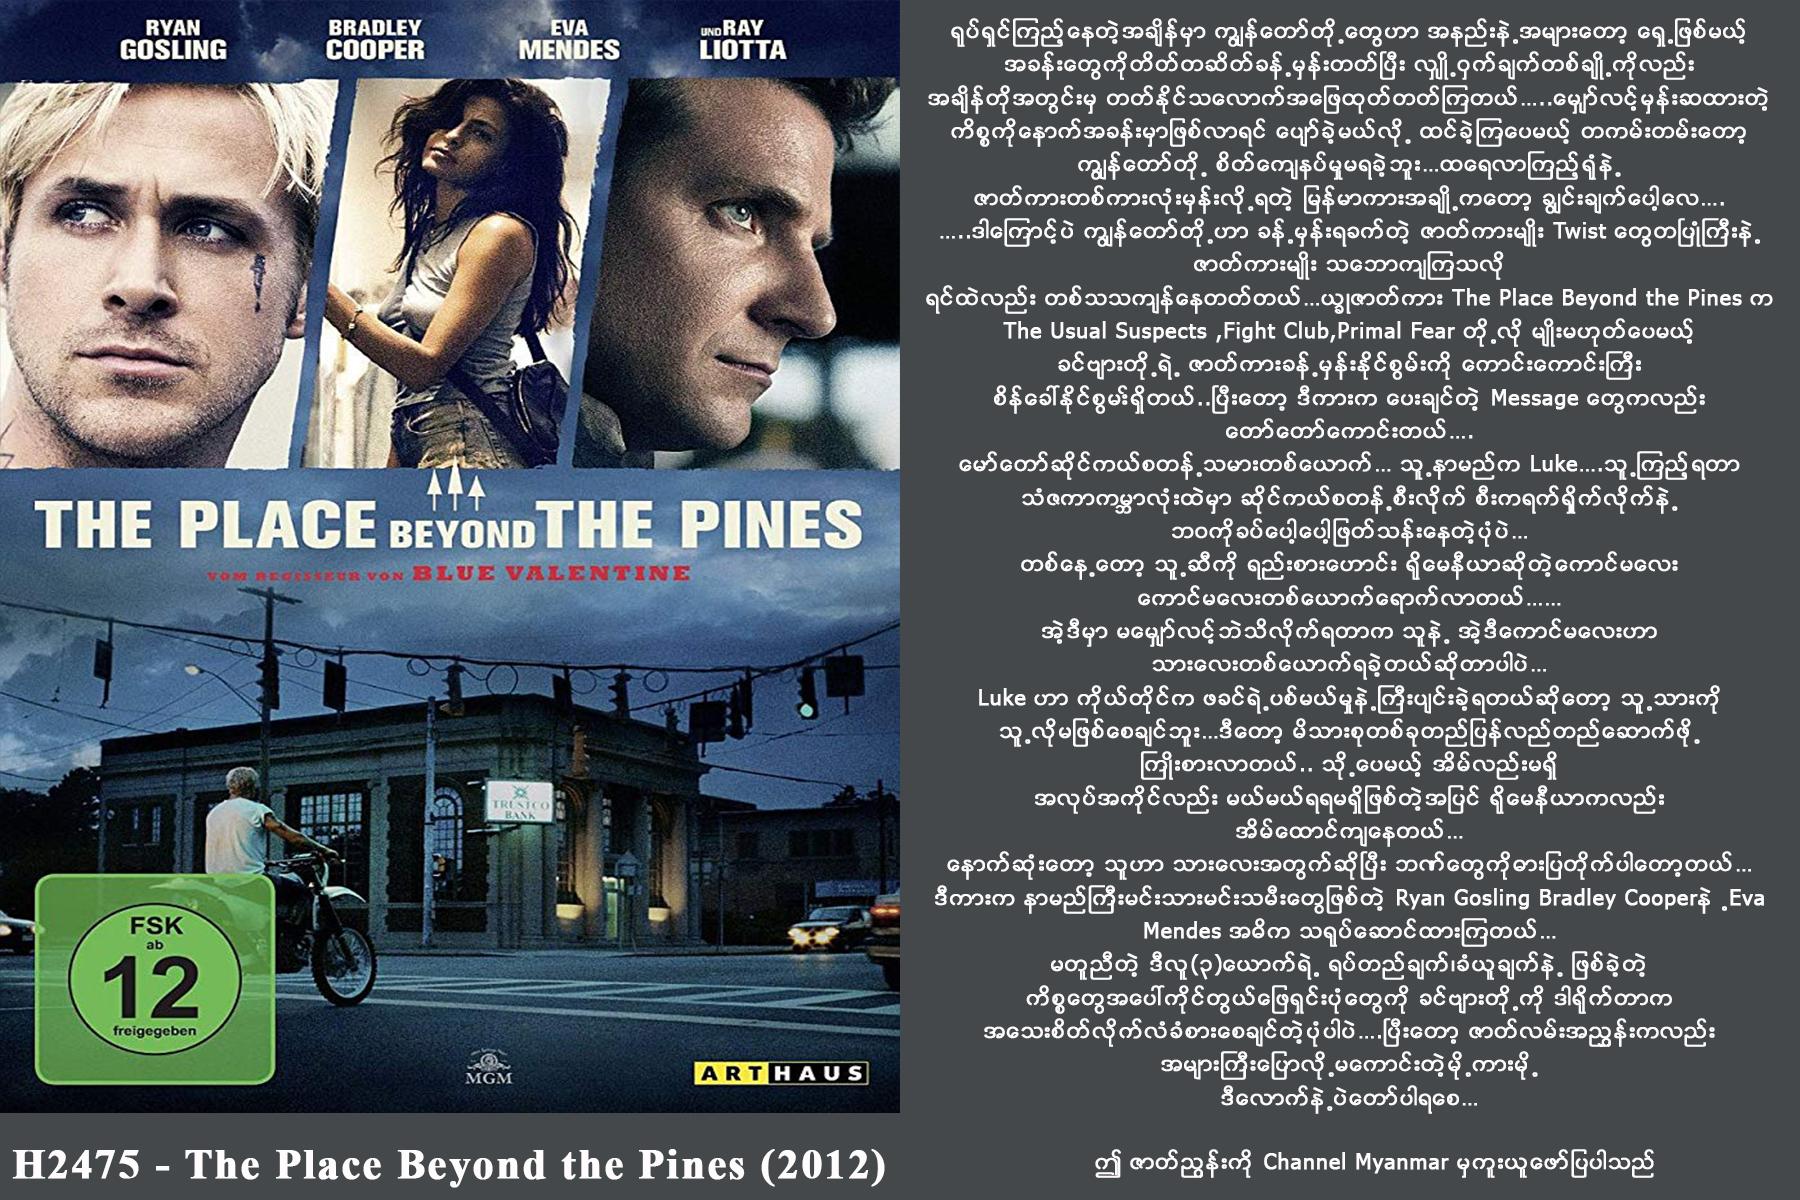 RYAN
GOSLING
BRADLEY
COOPER
EVA
MENDES
UND RAY
LIOTTA
THE PLACE BEYOND THE PINES
VOM REGISSEUR VON BLUE VALENTINE
TRUSTCO
BANK
FSK
ab
12
freigegeben
MGM
ARTHAUS
H2475 - The Place Beyond the Pines (2012)
ရုပ်ရှင်ကြည့်နေတဲ့အချိန်မှာ ကျွန်တော်တို့တွေဟာ အနည်းနဲ့အများတော့ ရှေ့ဖြစ်မယ့်
အခန်းတွေကိုတိတ်တဆိတ်ခန့်မှန်းတတ်ပြီး လျှို့ဝှက်ချက်တစ်ချို့ကိုလည်း
အချိန်တိုအတွင်းမှ တတ်နိုင်သလောက်အဖြေထုတ်တတ်ကြတယ်.....မျှော်လင့်မှန်းဆထားတဲ့
ကိစ္စကိုနောက်အခန်းမှာဖြစ်လာရင် ပျော်ခဲ့မယ်လို့ ထင်ခဲ့ကြပေမယ့် တကမ်းတမ်းတော့
ကျွန်တော်တို့ စိတ်ကျေနပ်မှုမရခဲ့ဘူး...ထရေလာကြည့်ရုံနဲ့
ဇာတ်ကားတစ်ကားလုံးမှန်းလို့ရတဲ့ မြန်မာကားအချို့ကတော့ ချွင်းချက်ပေါ့လေ....
.....ဒါကြောင့်ပဲ ကျွန်တော်တို့ဟာ ခန့်မှန်းရခက်တဲ့ ဇာတ်ကားမျိုး Twist တွေတပြုံကြီးနဲ့
ဇာတ်ကားမျိုး သဘောကျကြသလို
ရင်ထဲလည်း တစ်သသကျန်နေတတ်တယ်...ယ္ခုဇာတ်ကား The Place Beyond the Pines က
The Usual Suspects ,Fight Club,Primal Fear တို့လို မျိုးမဟုတ်ပေမယ့်
ခင်ဗျားတို့ရဲ့ ဇာတ်ကားခန့်မှန်းနိုင်စွမ်းကို ကောင်းကောင်းကြီး
စိန်ခေါ်နိုင်စွမ်းရှိတယ်..ပြီးတော့ ဒီကားက ပေးချင်တဲ့ Message တွေကလည်း
တော်တော်ကောင်းတယ်....
မော်တော်ဆိုင်ကယ်စတန့်သမားတစ်ယောက်... သူ့နာမည်က Luke....သူ့ကြည့်ရတာ
သံဇကာကမ္ဘာလုံးထဲမှာ ဆိုင်ကယ်စတန့်စီးလိုက် စီးကရက်ရှိုက်လိုက်နဲ့
ဘဝကိုခပ်ပေါ့ပေါ့ဖြတ်သန်းနေတဲ့ပုံပဲ...
တစ်နေ့တော့ သူ့ဆီကို ရည်းစားဟောင်း ရိုမေနီယာဆိုတဲ့ကောင်မလေး
ကောင်မလေးတစ်ယောက်ရောက်လာတယ်......
အဲ့ဒီမှာ မမျှော်လင့်ဘဲသိလိုက်ရတာက သူနဲ့ အဲ့ဒီကောင်မလေးဟာ
သားလေးတစ်ယောက်ရခဲ့တယ်ဆိုတာပါပဲ...
Luke ဟာ ကိုယ်တိုင်က ဖခင်ရဲ့ပစ်မယ်မှုနဲ့ကြီးပျင်းခဲ့ရတယ်ဆိုတော့ သူ့သားကို
သူ့လိုမဖြစ်စေချင်ဘူး...ဒီတော့ မိသားစုတစ်ခုတည်ပြန်လည်တည်ဆောက်ဖို့
ကြိုးစားလာတယ်.. သို့ပေမယ့် အိမ်လည်းမရှိ
အလုပ်အကိုင်လည်း မယ်မယ်ရရမရှိဖြစ်တဲ့အပြင် ရိုမေနီယာကလည်း
အိမ်ထောင်ကျနေတယ်...
နောက်ဆုံးတော့ သူဟာ သားလေးအတွက်ဆိုပြီး ဘဏ်တွေကိုဓားပြတိုက်ပါတော့တယ်...
ဒီကားက နာမည်ကြီးမင်းသားမင်းသမီးတွေဖြစ်တဲ့ Ryan Gosling Bradley Cooperနဲ ့Eva
Mendes အဓိက သရုပ်ဆောင်ထားကြတယ်...
မတူညီတဲ့ ဒီလူ(၃)ယောက်ရဲ့ ရပ်တည်ချက်၊ခံယူချက်နဲ့ ဖြစ်ခဲ့တဲ့
ကိစ္စတွေအပေါ်ကိုင်တွယ်ဖြေရှင်းပုံတွေကို ခင်ဗျားတို့ကို ဒါရိုက်တာက
အသေးစိတ်လိုက်လံခံစားစေချင်တဲ့ပုံပါပဲ....ပြီးတော့ ဇာတ်လမ်းအညွှန်းကလည်း
အများကြီးပြောလို့မကောင်းတဲ့မို့ကားမို့
ဒီလောက်နဲ့ပဲတော်ပါရစေ...
ဤ ဇာတ်ညွှန်းကို Channel Myanmar မှကူးယူဖော်ပြပါသည်